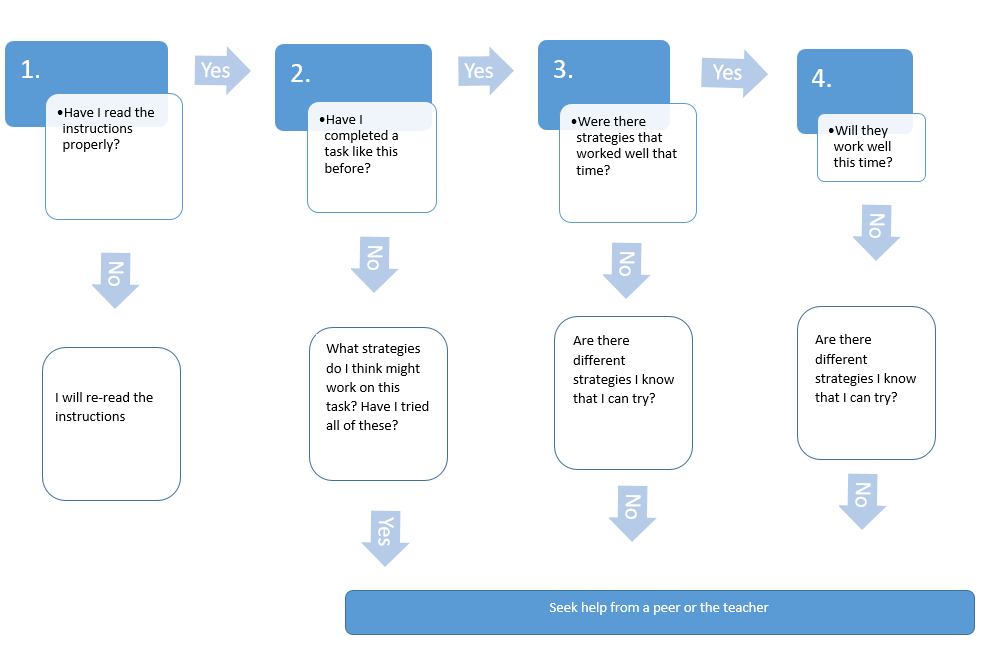 1.
•Have I read the
instructions
properly?
Yes
2.
•Have I
completed a
task like this
before?
Yes
3.
•Were there
strategies that
worked well that
time?
Yes
4.
•Will they
work well
this time?
No
No
No
No
I will re-read the
instructions
What strategies
do I think might
work on this
task? Have I tried
all of these?
Are there
different
strategies I know
that I can try?
Are there
different
strategies I know
that I can try?
Yes
No
No
Seek help from a peer or the teacher